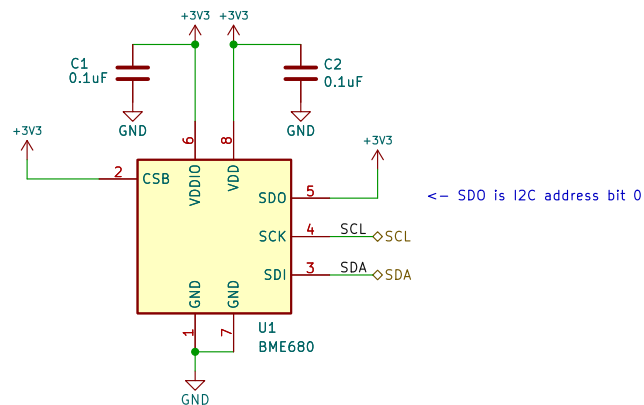 +3V3
+3V3
C1
0.1uF
C2
0.1uF
GND
GND
+3V3
+3V3
6
8
2
CSB
VDDIO
VDD
SDO
5
<- SDO is I2C address bit 0
SCK
4
SCL
SCL
SDI
3
SDA
SDA
GND
GND
1
7
U1
BME680
GND